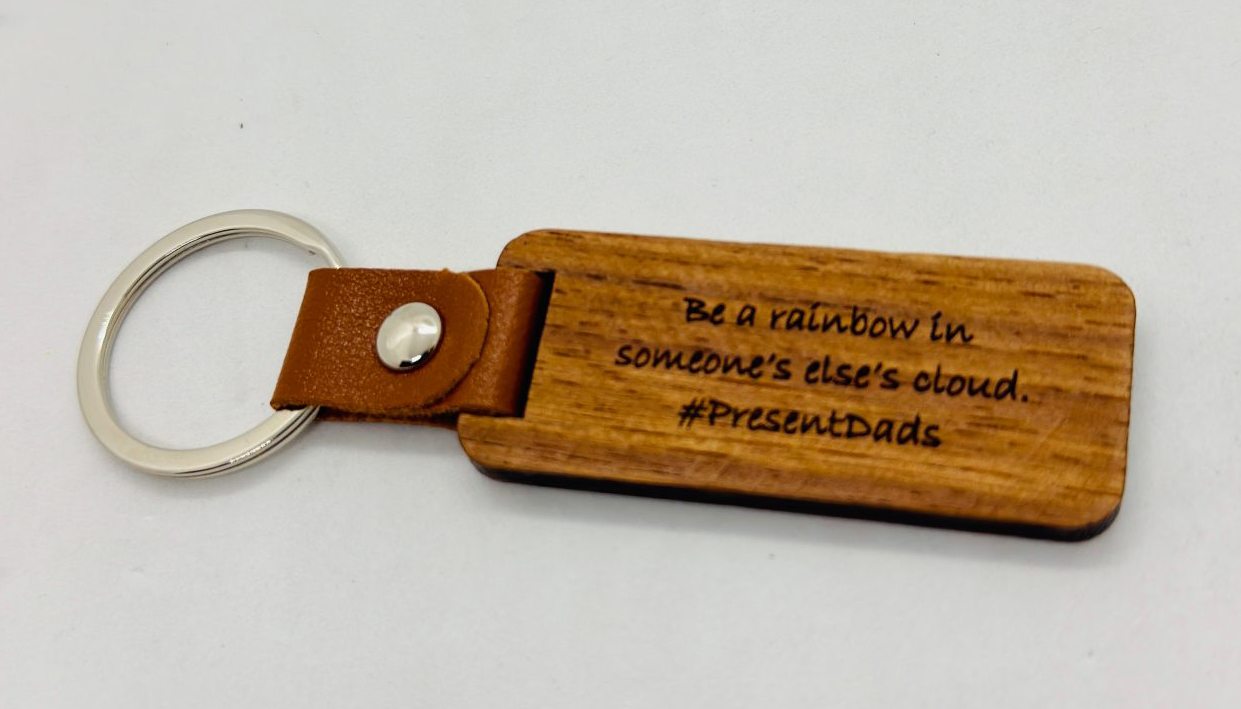 Be a rainbow in
someone's else's cloud.
#PresentDads